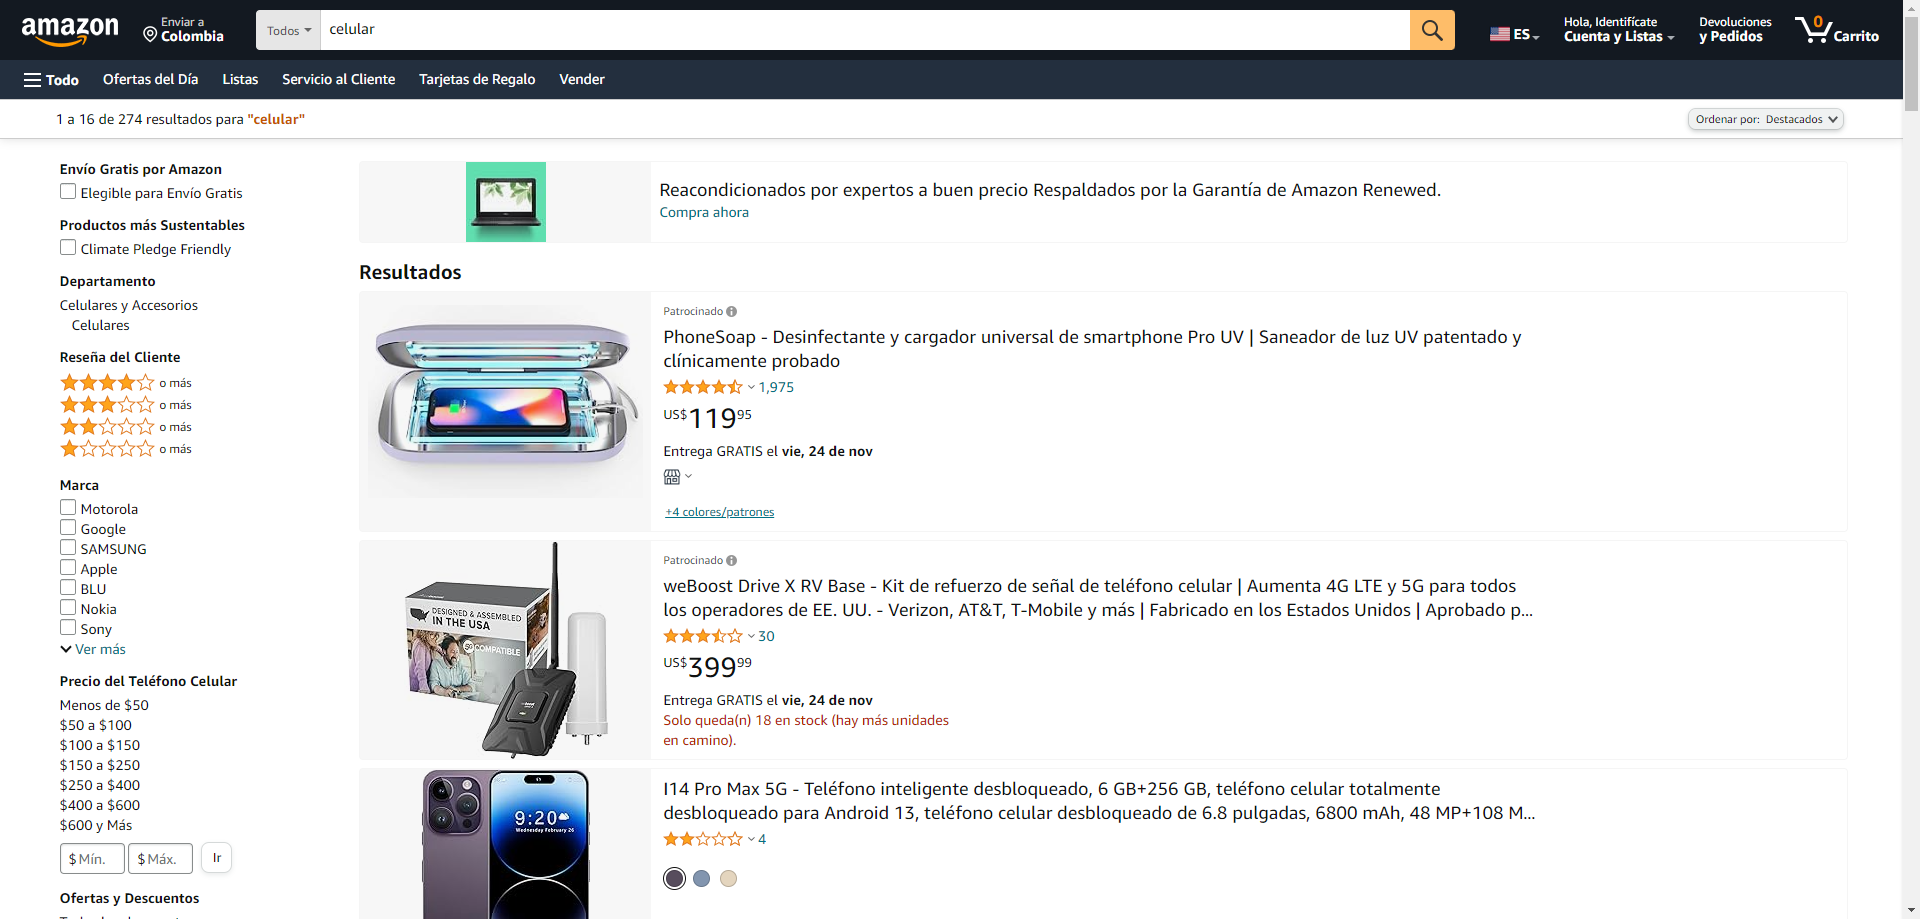 amazon
Enviar a
Colombia
Todos
celular
ES
Hola, Identifícate
Cuenta y Listas
Devoluciones
y Pedidos
0
Carrito
Todo
Ofertas del Día
Listas
Servicio al Cliente
Tarjetas de Regalo
Vender
1 a 16 de 274 resultados para "celular"
Ordenar por: Destacados
Envío Gratis por Amazon
Elegible para Envío Gratis
Productos más Sustentables
Climate Pledge Friendly
Departamento
Celulares y Accesorios
Celulares
Reseña del Cliente
o más
o más
o más
o más
Marca
Motorola
Google
SAMSUNG
Apple
BLU
Nokia
Sony
Ver más
Precio del Teléfono Celular
Menos de $50
$50 a $100
$100 a $150
$150 a $250
$250 a $400
$400 a $600
$600 y Más
$ Mín.
$ Máx.
Ir
Ofertas y Descuentos
Reacondicionados por expertos a buen precio Respaldados por la Garantía de Amazon Renewed.
Compra ahora
Resultados
Patrocinado
PhoneSoap - Desinfectante y cargador universal de smartphone Pro UV | Saneador de luz UV patentado y
clínicamente probado
1,975
US$119 95
Entrega GRATIS el vie, 24 de nov
+4 colores/patrones
DESIGNED & ASSEMBLED
IN THE USA
5G COMPATIBLE
Patrocinado
weBoost Drive X RV Base - Kit de refuerzo de señal de teléfono celular | Aumenta 4G LTE y 5G para todos
los operadores de EE. UU. - Verizon, AT&T, T-Mobile y más | Fabricado en los Estados Unidos | Aprobado p...
30
US$399 99
Entrega GRATIS el vie, 24 de nov
Solo queda(n) 18 en stock (hay más unidades
en camino).
9:20
Wednesday February 26
I14 Pro Max 5G - Teléfono inteligente desbloqueado, 6 GB+256 GB, teléfono celular totalmente
desbloqueado para Android 13, teléfono celular desbloqueado de 6.8 pulgadas, 6800 mAh, 48 MP+108 M...
4